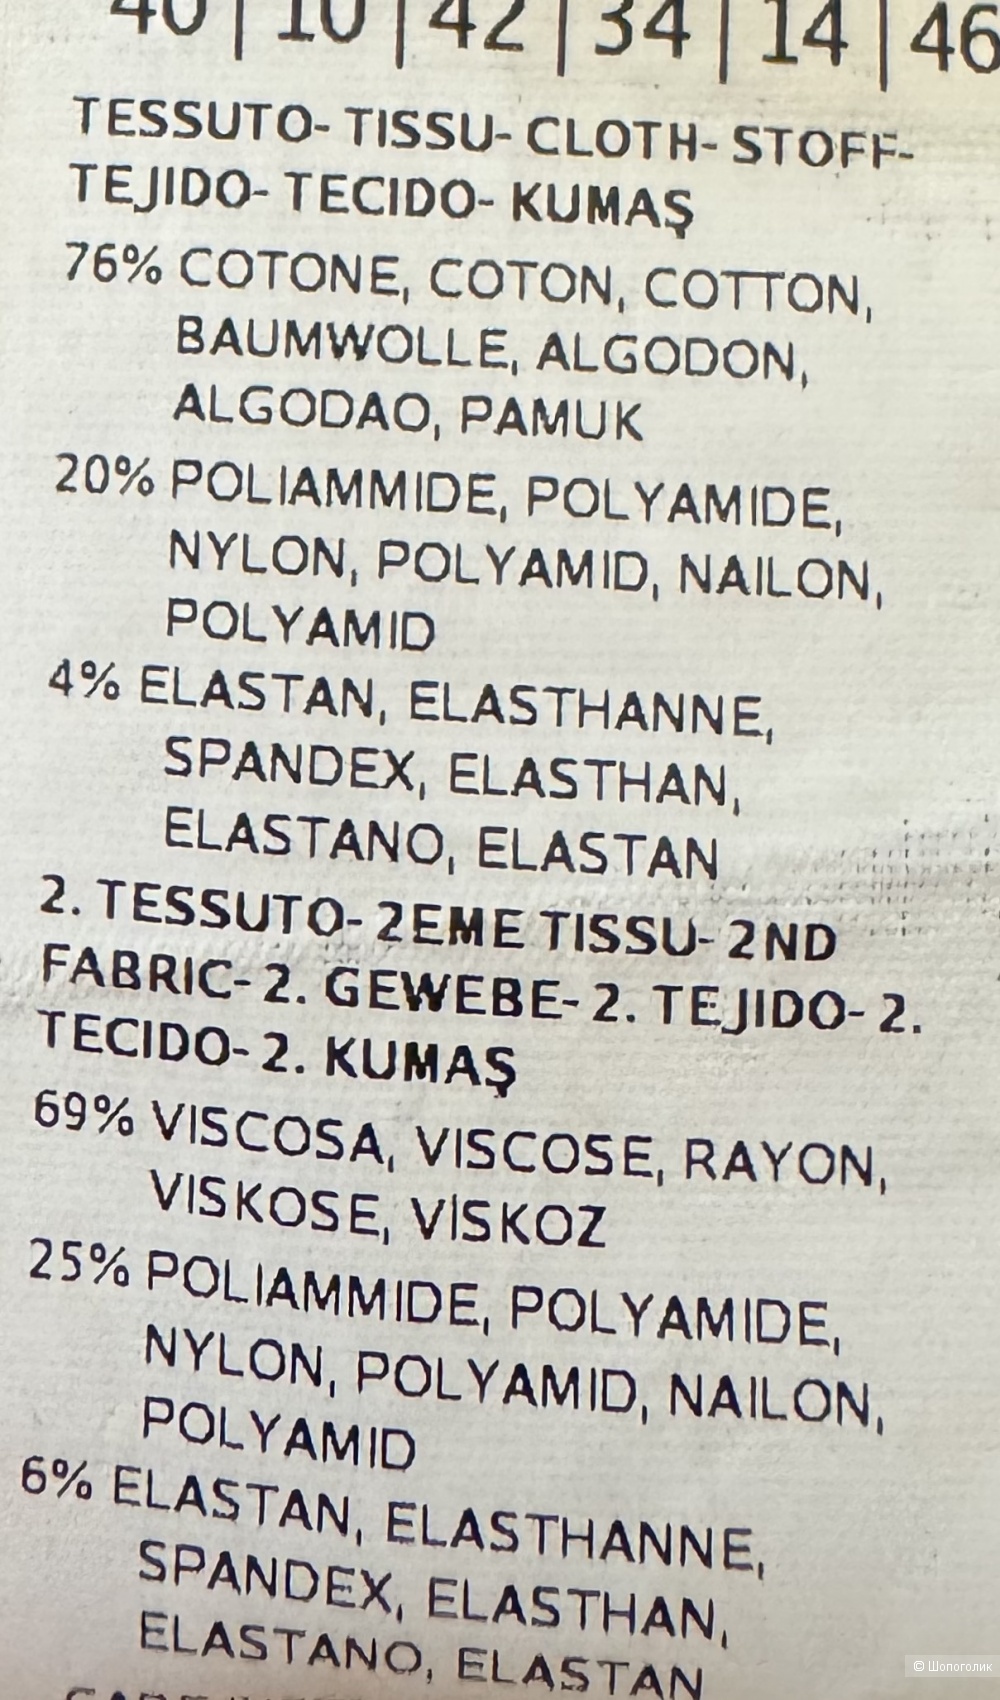 40 | 10 | 42 | 34 | 14 | 46
TESSUTO- TISSU- CLOTH- STOFF-
TEJIDO- TECIDO- KUMAŞ
76% COTONE, COTON, COTTON,
BAUMWOLLE, ALGODON,
ALGODAO, PAMUK
20% POLIAMMIDE, POLYAMIDE,
NYLON, POLYAMID, NAILON,
POLYAMID
4% ELASTAN, ELASTHANNE,
SPANDEX, ELASTHAN,
ELASTANO, ELASTAN
2. TESSUTO- 2EME TISSU- 2ND
FABRIC- 2. GEWEBE- 2. TEJIDO- 2.
TECIDO- 2. KUMAŞ
69% VISCOSA, VISCOSE, RAYON,
VISKOSE, VİSKOZ
25% POLIAMMIDE, POLYAMIDE,
NYLON, POLYAMID, NAILON,
POLYAMID
6% ELASTAN, ELASTHANNE,
SPANDEX, ELASTHAN,
ELASTANO, ELASTAN
© Шопоголик